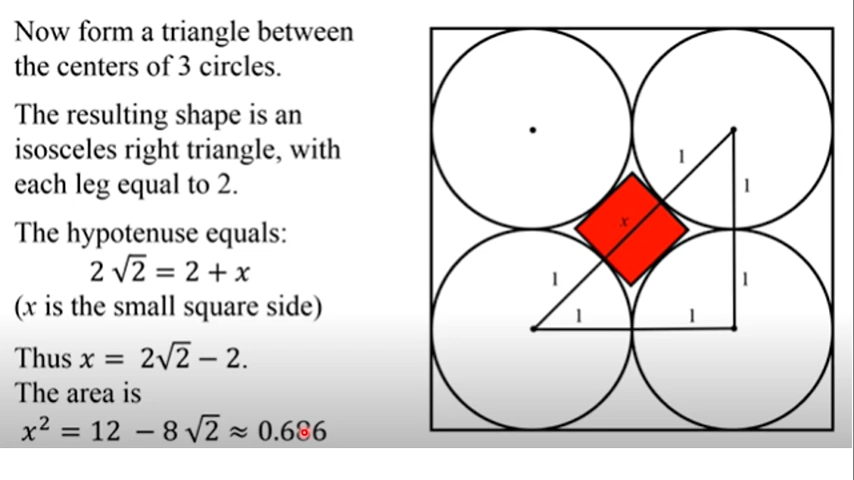 Now form a triangle between
the centers of 3 circles.
The resulting shape is an
isosceles right triangle, with
each leg equal to 2.
The hypotenuse equals:
2 √2 = 2 + x
(x is the small square side)
Thus x = 2√2 − 2.
The area is
x² = 12 − 8 √2 ≈ 0.686
1
1
x
1
1
1
1